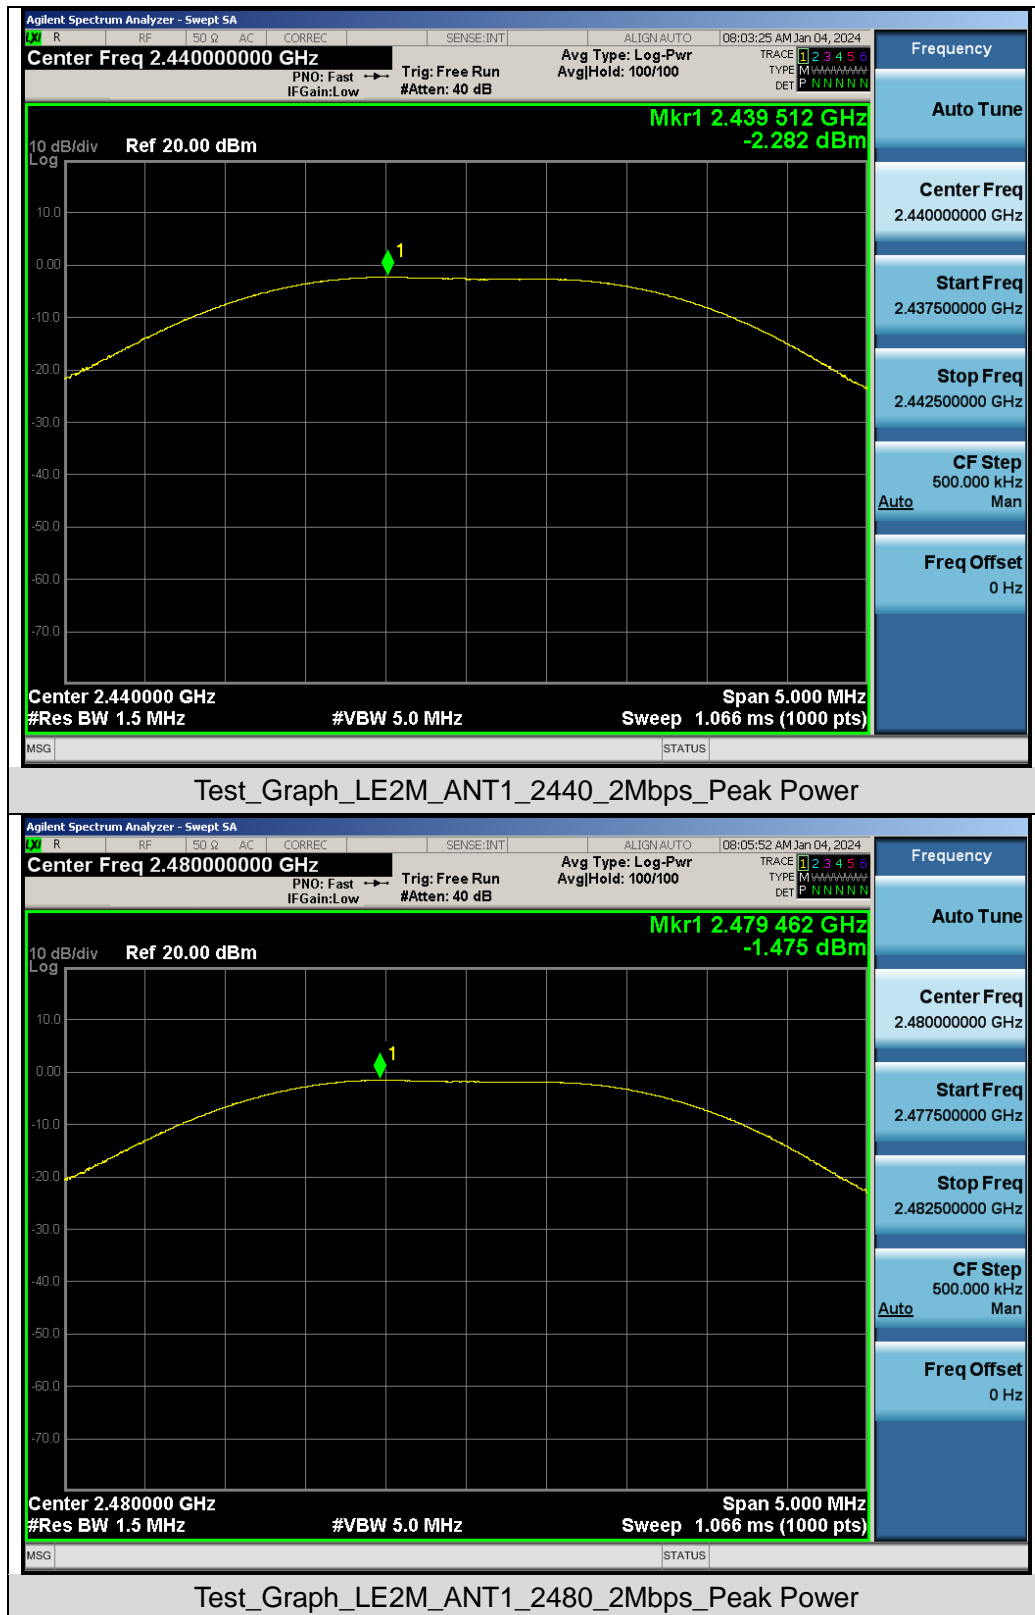 Agilent Spectrum Analyzer - Swept SA
LXI R RF 50 Ω AC CORREC SENSE:INT ALIGN AUTO 08:03:25 AM Jan 04, 2024
Center Freq 2.440000000 GHz
PNO: Fast
IFGain:Low
Trig: Free Run
#Atten: 40 dB
Avg Type: Log-Pwr
Avg|Hold: 100/100
TRACE 1 2 3 4 5 6
TYPE M
DET P N N N N N
Mkr1 2.439 512 GHz
-2.282 dBm
10 dB/div Ref 20.00 dBm
Log
10.0
1
0.00
-10.0
-20.0
-30.0
-40.0
-50.0
-60.0
-70.0
Center 2.440000 GHz Span 5.000 MHz
#Res BW 1.5 MHz #VBW 5.0 MHz Sweep 1.066 ms (1000 pts)
MSG STATUS
Frequency
Auto Tune
Center Freq
2.440000000 GHz
Start Freq
2.437500000 GHz
Stop Freq
2.442500000 GHz
CF Step
500.000 kHz
Auto Man
Freq Offset
0 Hz
Test_Graph_LE2M_ANT1_2440_2Mbps_Peak Power
Agilent Spectrum Analyzer - Swept SA
LXI R RF 50 Ω AC CORREC SENSE:INT ALIGN AUTO 08:05:52 AM Jan 04, 2024
Center Freq 2.480000000 GHz
PNO: Fast
IFGain:Low
Trig: Free Run
#Atten: 40 dB
Avg Type: Log-Pwr
Avg|Hold: 100/100
TRACE 1 2 3 4 5 6
TYPE M
DET P N N N N N
Mkr1 2.479 462 GHz
-1.475 dBm
10 dB/div Ref 20.00 dBm
Log
10.0
1
0.00
-10.0
-20.0
-30.0
-40.0
-50.0
-60.0
-70.0
Center 2.480000 GHz Span 5.000 MHz
#Res BW 1.5 MHz #VBW 5.0 MHz Sweep 1.066 ms (1000 pts)
MSG STATUS
Frequency
Auto Tune
Center Freq
2.480000000 GHz
Start Freq
2.477500000 GHz
Stop Freq
2.482500000 GHz
CF Step
500.000 kHz
Auto Man
Freq Offset
0 Hz
Test_Graph_LE2M_ANT1_2480_2Mbps_Peak Power